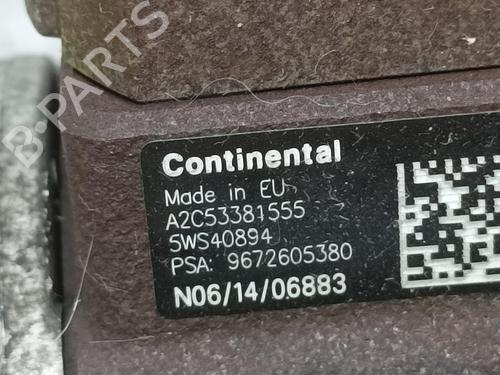 B-PARTS
Continental
Made in EU
A2C53381555
5WS40894
PSA: 9672605380
N06/14/06883